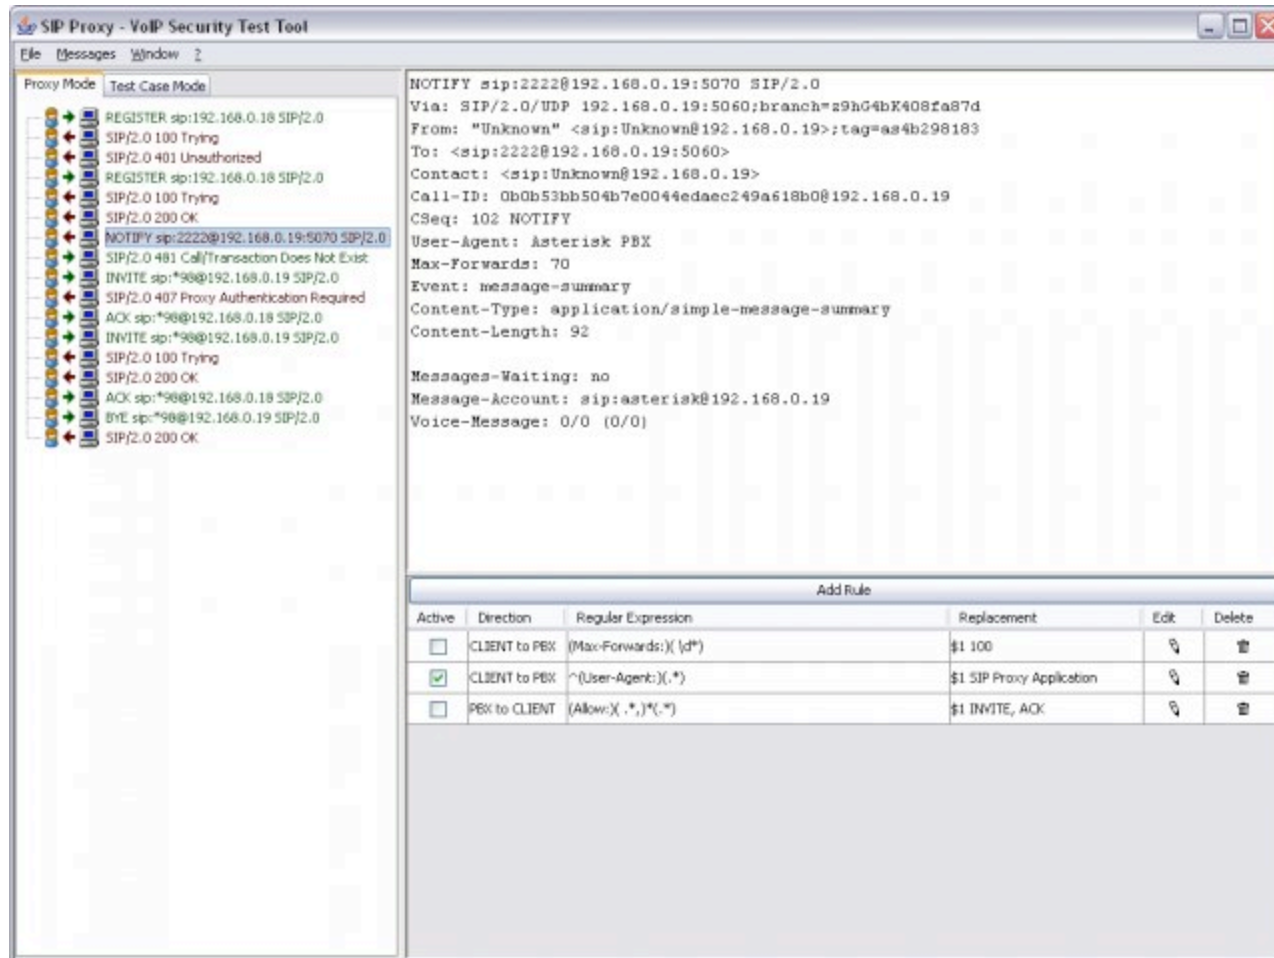 SIP Proxy - VoIP Security Test Tool
File Messages Window ?
Proxy Mode Test Case Mode
REGISTER sip:192.168.0.18 SIP/2.0
SIP/2.0 100 Trying
SIP/2.0 401 Unauthorized
REGISTER sip:192.168.0.18 SIP/2.0
SIP/2.0 100 Trying
SIP/2.0 200 OK
NOTIFY sip:2222@192.168.0.19:5070 SIP/2.0
SIP/2.0 481 Call/Transaction Does Not Exist
INVITE sip:*98@192.168.0.19 SIP/2.0
SIP/2.0 407 Proxy Authentication Required
ACK sip:*98@192.168.0.18 SIP/2.0
INVITE sip:*98@192.168.0.19 SIP/2.0
SIP/2.0 100 Trying
SIP/2.0 200 OK
ACK sip:*98@192.168.0.18 SIP/2.0
BYE sip:*98@192.168.0.19 SIP/2.0
SIP/2.0 200 OK
NOTIFY sip:2222@192.168.0.19:5070 SIP/2.0
Via: SIP/2.0/UDP 192.168.0.19:5060;branch=z9hG4bK408fa87d
From: "Unknown" <sip:Unknown@192.168.0.19>;tag=as4b298183
To: <sip:2222@192.168.0.19:5060>
Contact: <sip:Unknown@192.168.0.19>
Call-ID: 0b0b53bb504b7e0044edaec249a618b0@192.168.0.19
CSeq: 102 NOTIFY
User-Agent: Asterisk PBX
Max-Forwards: 70
Event: message-summary
Content-Type: application/simple-message-summary
Content-Length: 92
Messages-Waiting: no
Message-Account: sip:asterisk@192.168.0.19
Voice-Message: 0/0 (0/0)
Add Rule
Active Direction Regular Expression Replacement Edit Delete
CLIENT to PBX (Max-Forwards:)( \d*) $1 100
CLIENT to PBX ^(User-Agent:)(.*) $1 SIP Proxy Application
PBX to CLIENT (Allow:)( .*,)*(.*) $1 INVITE, ACK